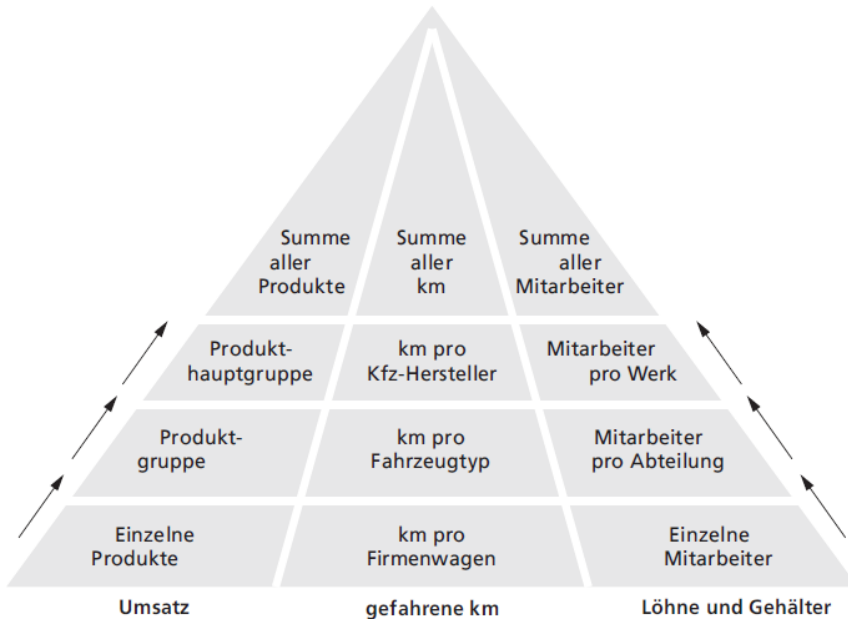 Summe
aller
Produkte
Summe
aller
km
Summe
aller
Mitarbeiter
Produkt-
hauptgruppe
km pro
Kfz-Hersteller
Mitarbeiter
pro Werk
Produkt-
gruppe
km pro
Fahrzeugtyp
Mitarbeiter
pro Abteilung
Einzelne
Produkte
km pro
Firmenwagen
Einzelne
Mitarbeiter
Umsatz
gefahrene km
Löhne und Gehälter